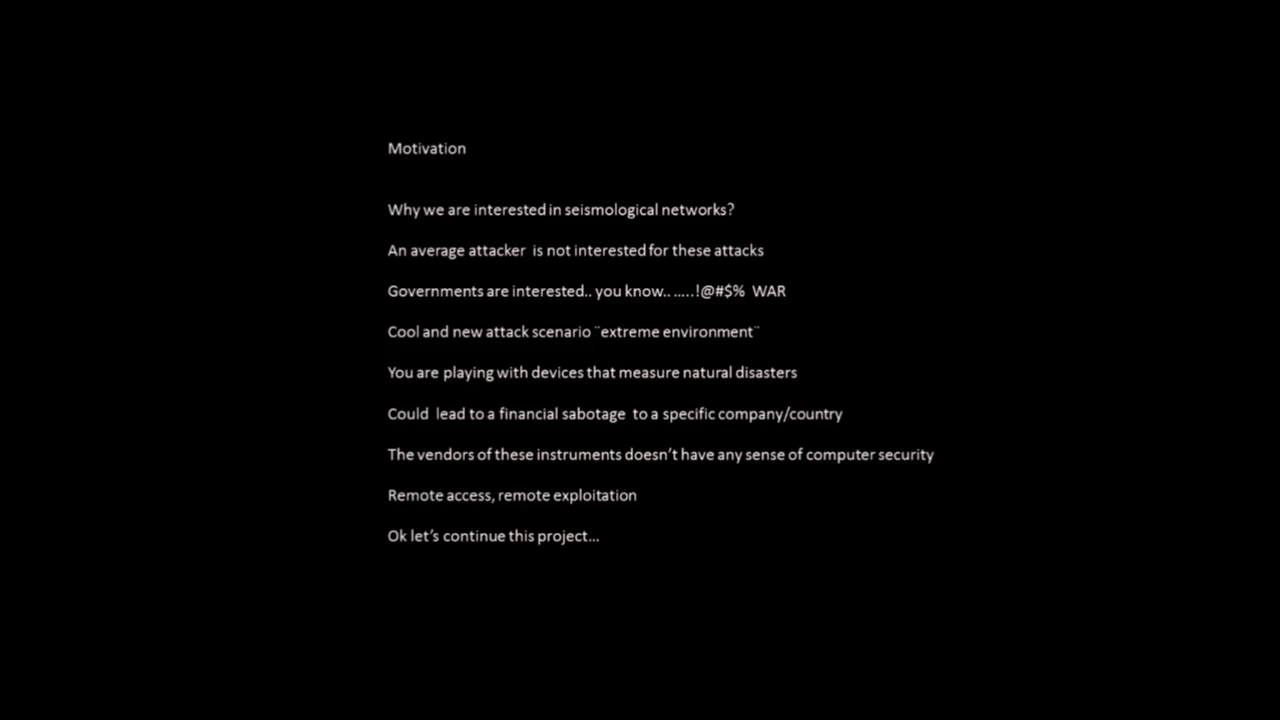 Motivation
Why we are interested in seismological networks?
An average attacker  is not interested for these attacks
Governments are interested.. you know.. .....!@#$%  WAR
Cool and new attack scenario ¨extreme environment¨
You are playing with devices that measure natural disasters
Could  lead to a financial sabotage  to a specific company/country
The vendors of these instruments doesn’t have any sense of computer security
Remote access, remote exploitation
Ok let’s continue this project…